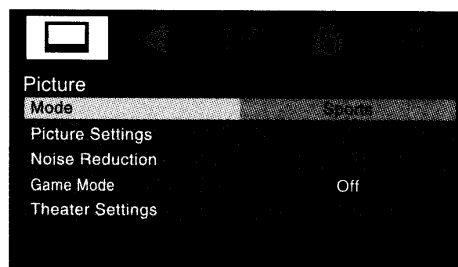 Picture
Mode Sports
Picture Settings
Noise Reduction
Game Mode Off
Theater Settings